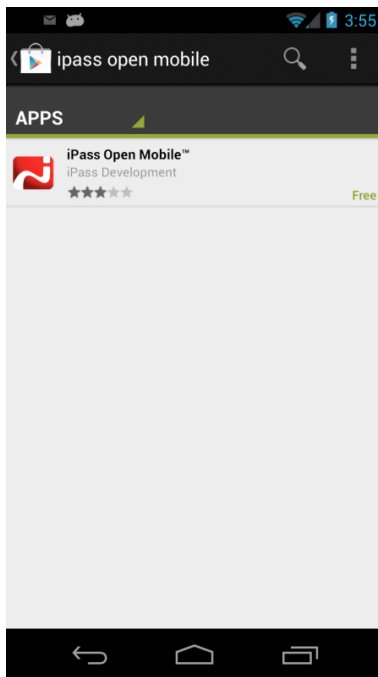 3:55
ipass open mobile
APPS
iPass Open Mobile™
iPass Development
Free